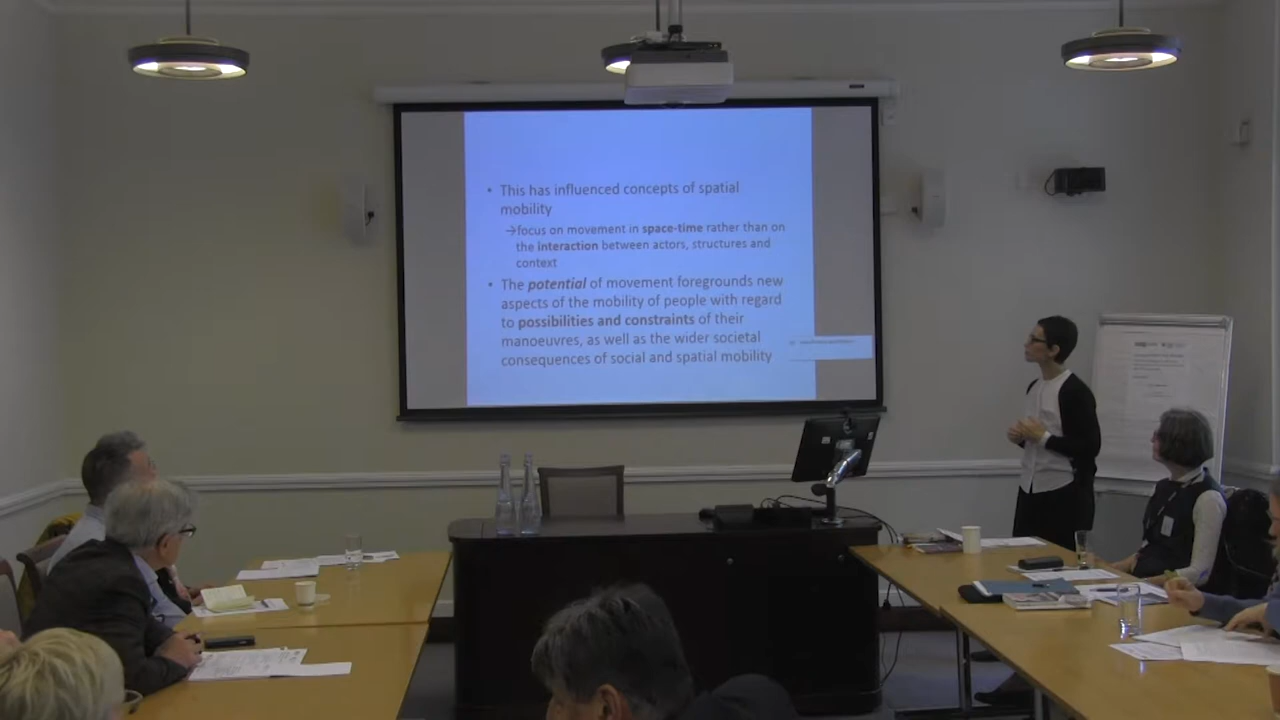 • This has influenced concepts of spatial
mobility
→focus on movement in space-time rather than on
the interaction between actors, structures and
context
• The potential of movement foregrounds new
aspects of the mobility of people with regard
to possibilities and constraints of their
manoeuvres, as well as the wider societal
consequences of social and spatial mobility